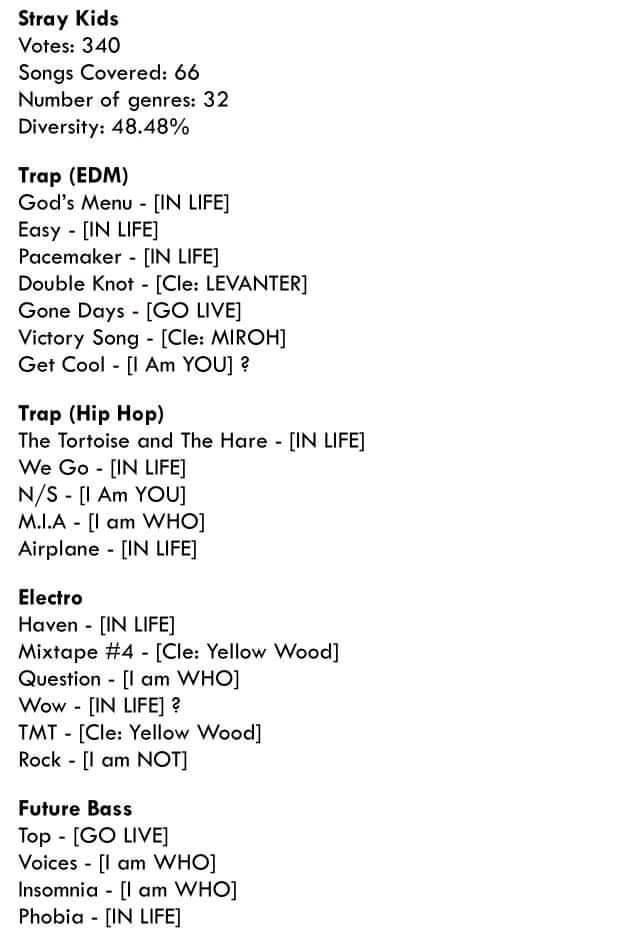 Stray Kids
Votes: 340
Songs Covered: 66
Number of genres: 32
Diversity: 48.48%
Trap (EDM)
God's Menu - [IN LIFE]
Easy - [IN LIFE]
Pacemaker - [IN LIFE]
Double Knot - [Cle: LEVANTER]
Gone Days - [GO LIVE]
Victory Song - [Cle: MIROH]
Get Cool - [I Am YOU] ?
Trap (Hip Hop)
The Tortoise and The Hare - [IN LIFE]
We Go - [IN LIFE]
N/S - [I Am YOU]
M.I.A - [I am WHO]
Airplane - [IN LIFE]
Electro
Haven - [IN LIFE]
Mixtape #4 - [Cle: Yellow Wood]
Question - [I am WHO]
Wow - [IN LIFE] ?
TMT - [Cle: Yellow Wood]
Rock - [I am NOT]
Future Bass
Top - [GO LIVE]
Voices - [I am WHO]
Insomnia - [I am WHO]
Phobia - [IN LIFE]